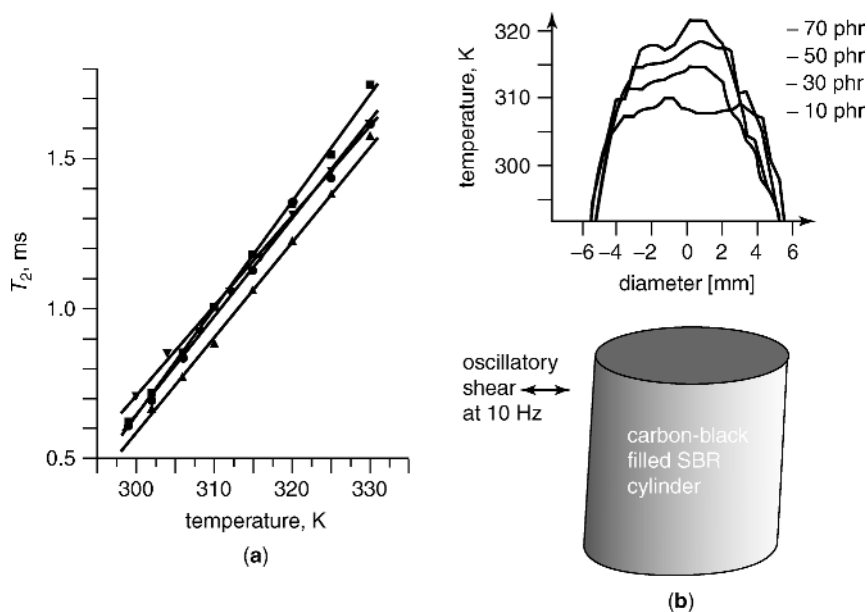 T2, ms
1.5
1.0
0.5
300
310
320
330
temperature, K
(a)
temperature, K
320
310
300
– 70 phr
– 50 phr
– 30 phr
– 10 phr
–6 –4 –2 0 2 4 6
diameter [mm]
oscillatory
shear
at 10 Hz
carbon-black
filled SBR
cylinder
(b)